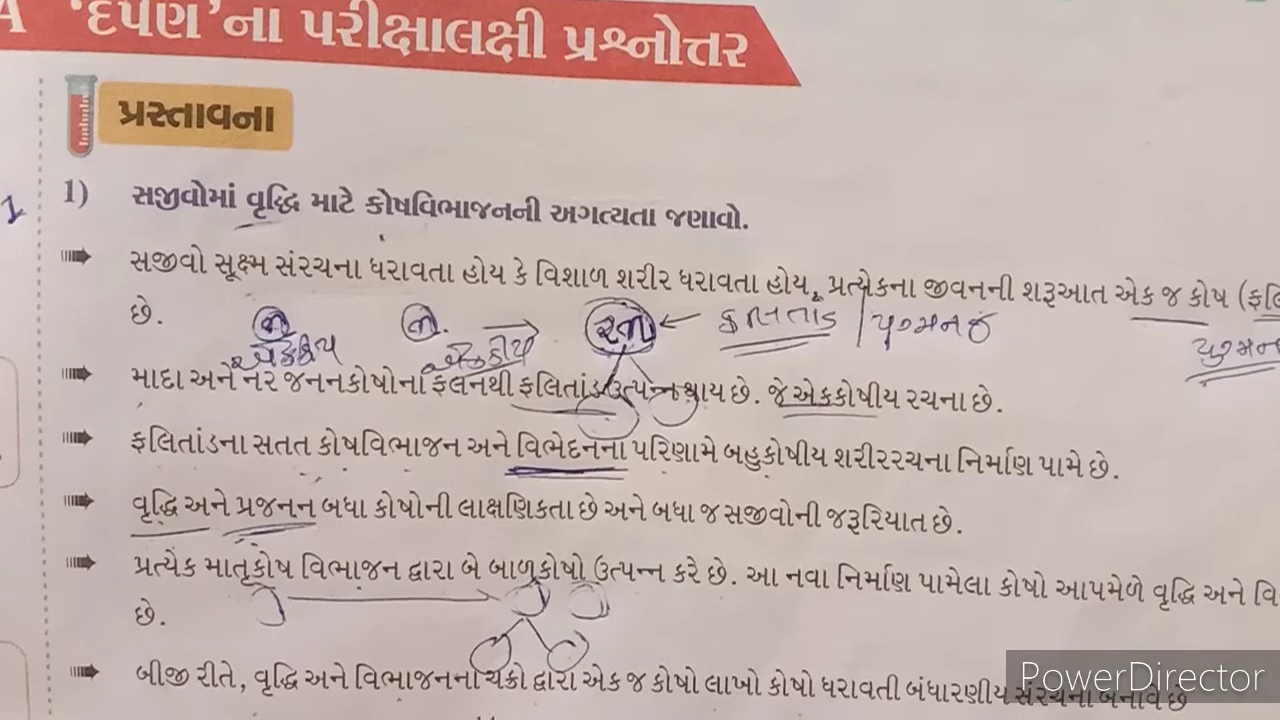 A 'દર્પણ'ના પરીક્ષાલક્ષી પ્રશ્નોત્તર
પ્રસ્તાવના
1 1) સજીવોમાં વૃદ્ધિ માટે કોષવિભાજનની અગત્યતા જણાવો.
સજીવો સૂક્ષ્મ સંરચના ધરાવતા હોય કે વિશાળ શરીર ધરાવતા હોય, પ્રત્યેકના જીવનની શરૂઆત એક જ કોષ
છે. n n. 2n ફલિતાંડ / યુગ્મનજ
માદા અને નર જનનકોષોના ફલનથી ફલિતાંડ ઉત્પન્ન થાય છે. જે એકકોષીય રચના છે.
ફલિતાંડના સતત કોષવિભાજન અને વિભેદનના પરિણામે બહુકોષીય શરીરરચના નિર્માણ પામે છે.
વૃદ્ધિ અને પ્રજનન બધા કોષોની લાક્ષણિકતા છે અને બધા જ સજીવોની જરૂરિયાત છે.
પ્રત્યેક માતૃકોષ વિભાજન દ્વારા બે બાળકોષો ઉત્પન્ન કરે છે. આ નવા નિર્માણ પામેલા કોષો આપમેળે વૃદ્ધિ અને
છે.
બીજી રીતે, વૃદ્ધિ અને વિભાજનના ચક્રો દ્વારા એક જ કોષો લાખો કોષો ધરાવતી બંધારણીય સંરચના બનાવે છે
PowerDirector